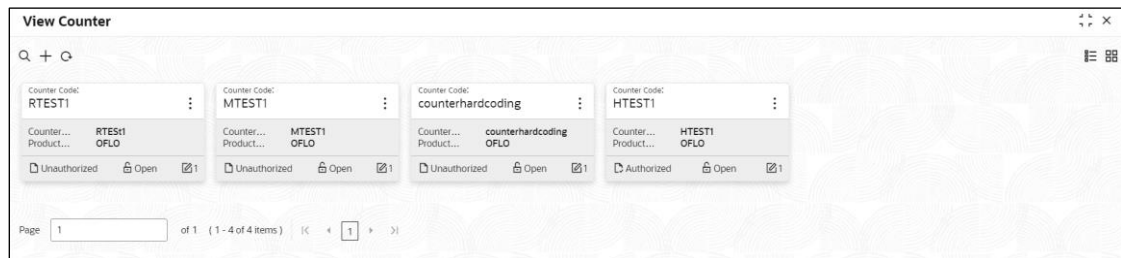 View Counter
Counter Code:
RTEST1
Counter... RTESt1
Product... OFLO
Unauthorized Open 1
Counter Code:
MTEST1
Counter... MTEST1
Product... OFLO
Unauthorized Open 1
Counter Code:
counterhardcoding
Counter... counterhardcoding
Product... OFLO
Unauthorized Open 1
Counter Code:
HTEST1
Counter... HTEST1
Product... OFLO
Authorized Open 1
Page 1 of 1 (1 - 4 of 4 items) 1